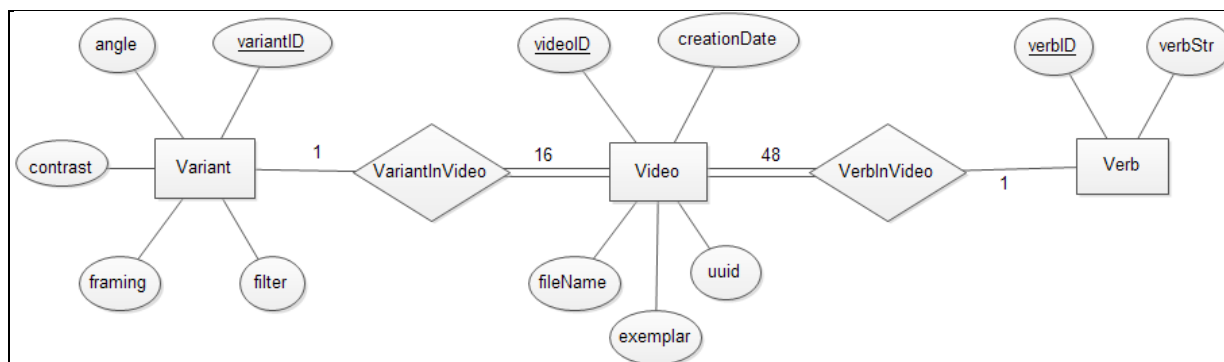 angle
variantID
videoID
creationDate
verbID
verbStr
contrast
Variant
1
VariantInVideo
16
Video
48
VerbInVideo
1
Verb
framing
filter
fileName
exemplar
uuid